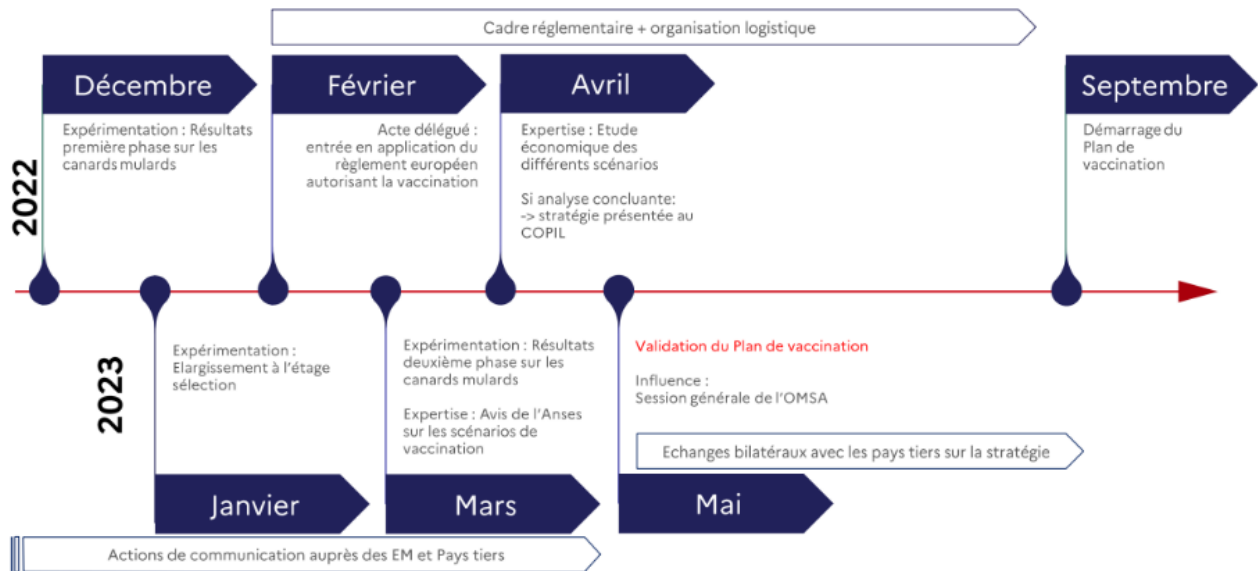 Cadre réglementaire + organisation logistique
Décembre
Février
Avril
Septembre
Expérimentation : Résultats
première phase sur les
canards mulards
Acte délégué :
entrée en application du
règlement européen
autorisant la vaccination
Expertise : Etude
économique des
différents scénarios
Si analyse concluante:
-> stratégie présentée au
COPIL
Démarrage du
Plan de
vaccination
2022
2023
Expérimentation :
Elargissement à l'étage
sélection
Expérimentation : Résultats
deuxième phase sur les
canards mulards
Expertise : Avis de l'Anses
sur les scénarios de
vaccination
Validation du Plan de vaccination
Influence :
Session générale de l'OMSA
Echanges bilatéraux avec les pays tiers sur la stratégie
Janvier
Mars
Mai
Actions de communication auprès des EM et Pays tiers